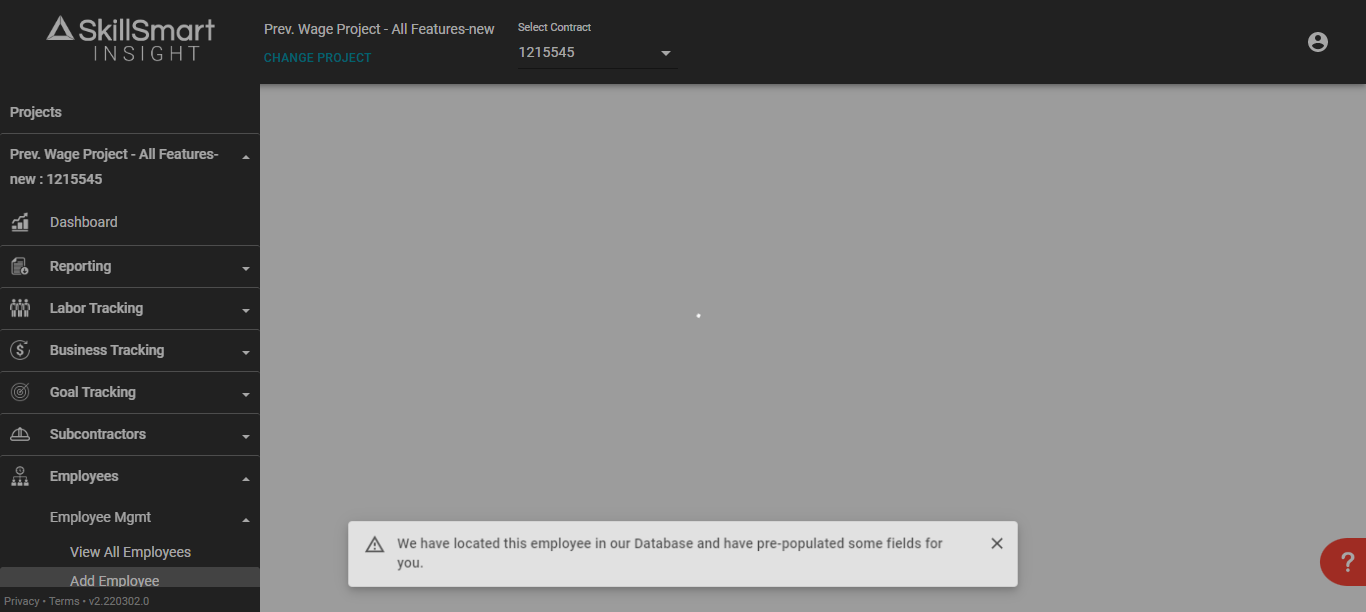 SkillSmart
INSIGHT
Prev. Wage Project - All Features-new
CHANGE PROJECT
Select Contract
1215545
Projects
Prev. Wage Project - All Features-
new : 1215545
Dashboard
Reporting
Labor Tracking
Business Tracking
Goal Tracking
Subcontractors
Employees
Employee Mgmt
View All Employees
Add Employee
Privacy • Terms • v2.220302.0
We have located this employee in our Database and have pre-populated some fields for
you.
?